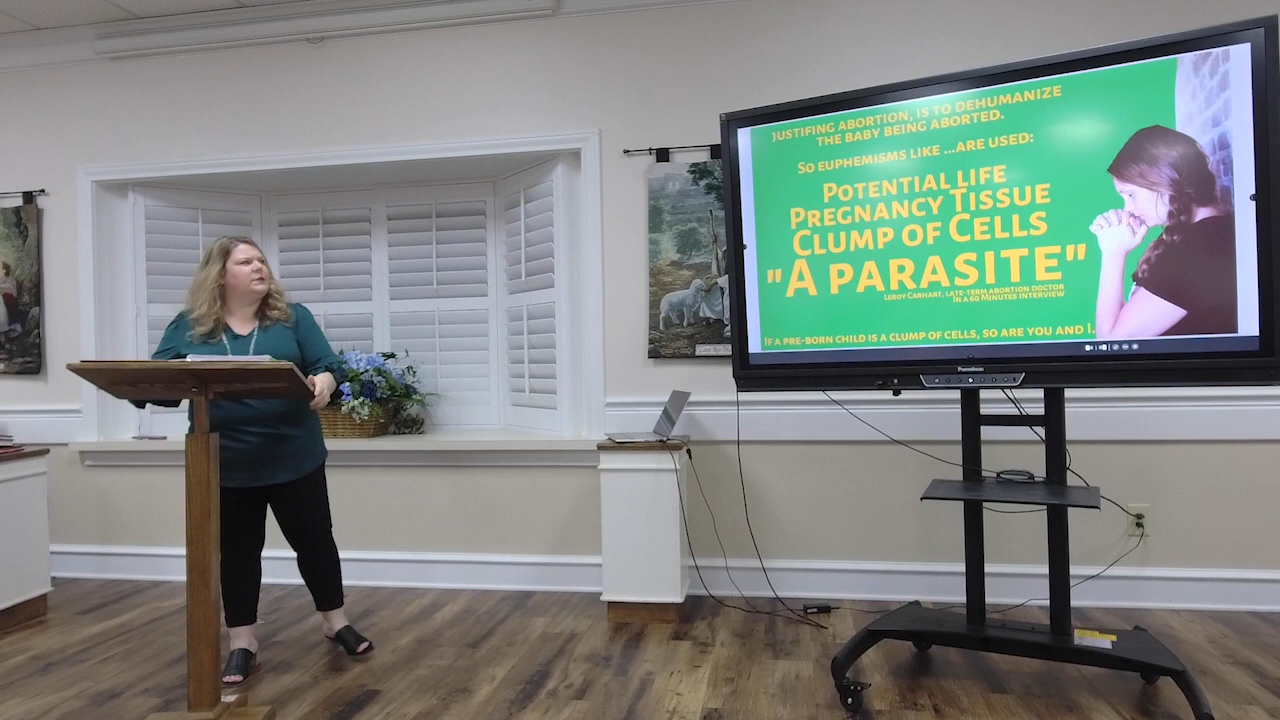 Justifing abortion, is to dehumanize
the baby being aborted.
So euphemisms like ...are used:
Potential life
Pregnancy Tissue
Clump of Cells
"A parasite"
Leroy Carhart, late-term abortion doctor
In a 60 Minutes interview
If a pre-born child is a clump of cells, so are you and I.
Promethean